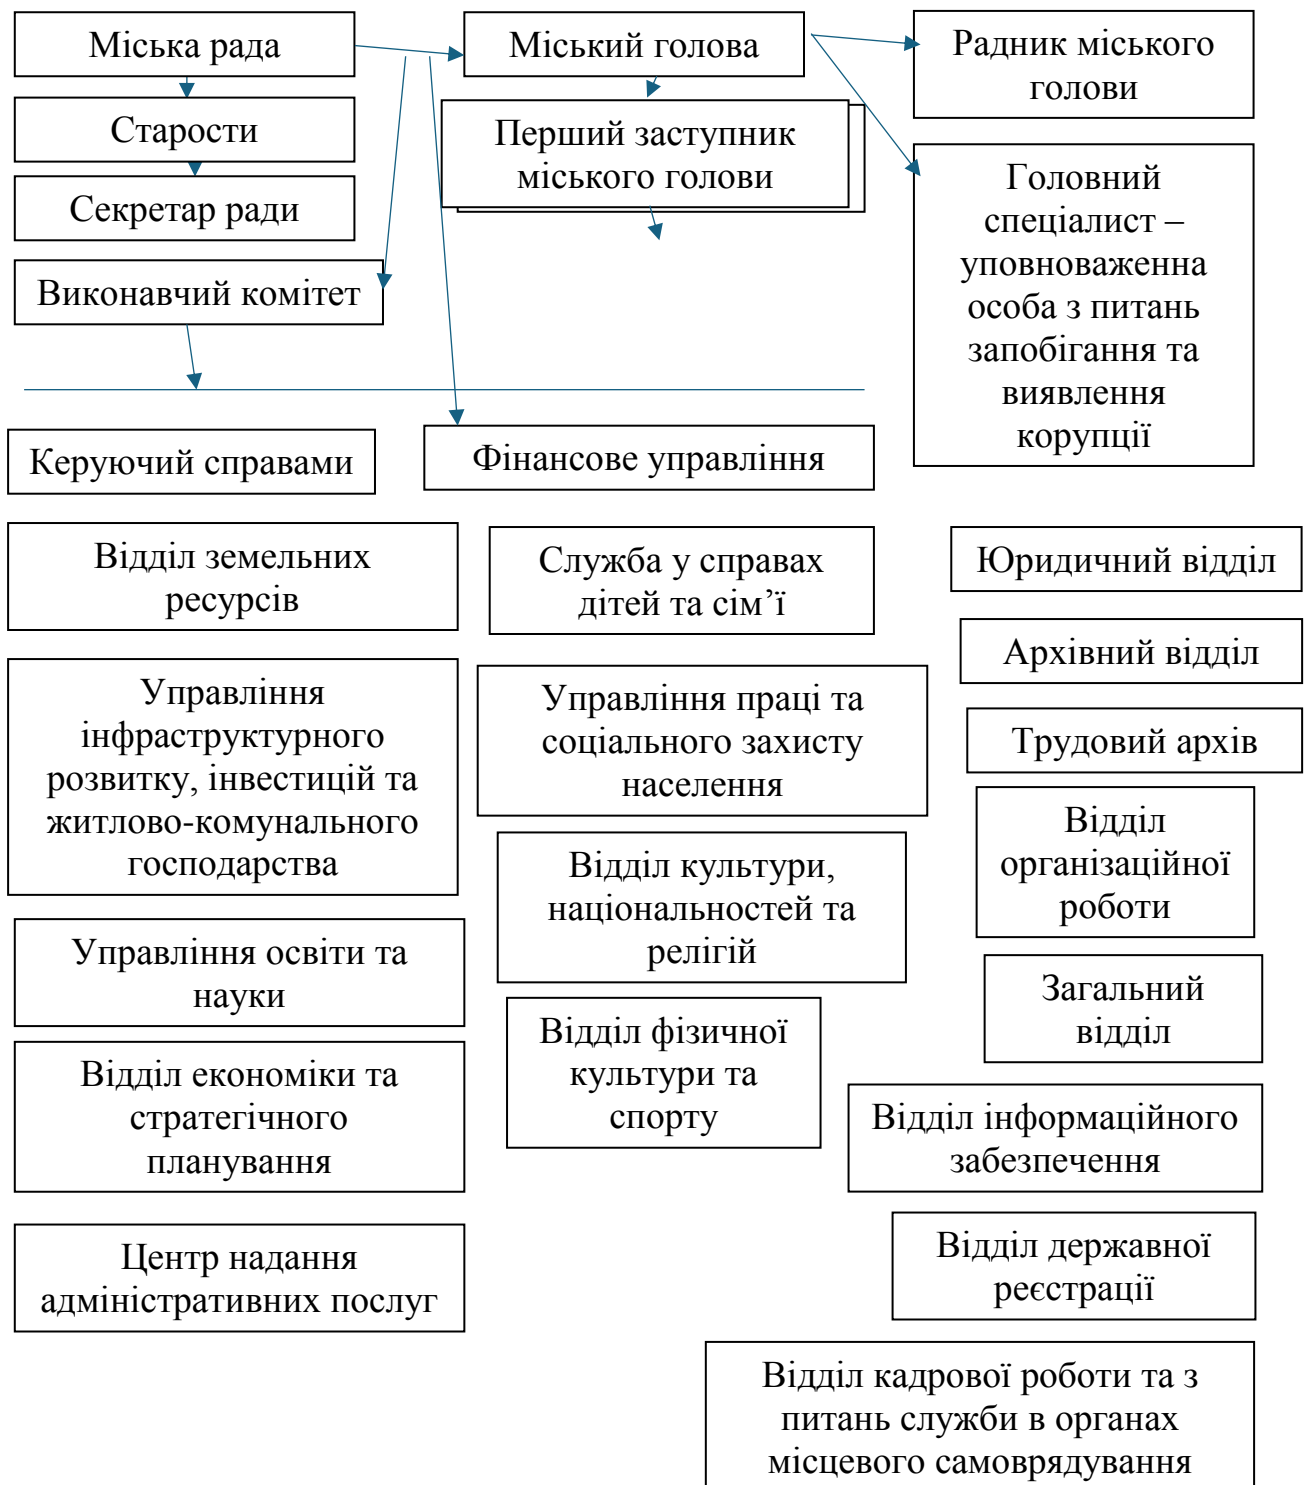 Міська рада
Міський голова
Радник міського
голови
Старости
Перший заступник
міського голови
Секретар ради
Головний
спеціалист –
уповноваженна
особа з питань
запобігання та
виявлення
корупції
Виконавчий комітет
Керуючий справами
Фінансове управління
Відділ земельних
ресурсів
Служба у справах
дітей та сім’ї
Юридичний відділ
Архівний відділ
Управління
інфраструктурного
розвитку, інвестицій та
житлово-комунального
господарства
Управління праці та
соціального захисту
населення
Трудовий архів
Відділ
організаційної
роботи
Відділ культури,
національностей та
релігій
Управління освіти та
науки
Загальний
відділ
Відділ фізичної
культури та
спорту
Відділ економіки та
стратегічного
планування
Відділ інформаційного
забезпечення
Центр надання
адміністративних послуг
Відділ державної
реєстрації
Відділ кадрової роботи та з
питань служби в органах
місцевого самоврядування